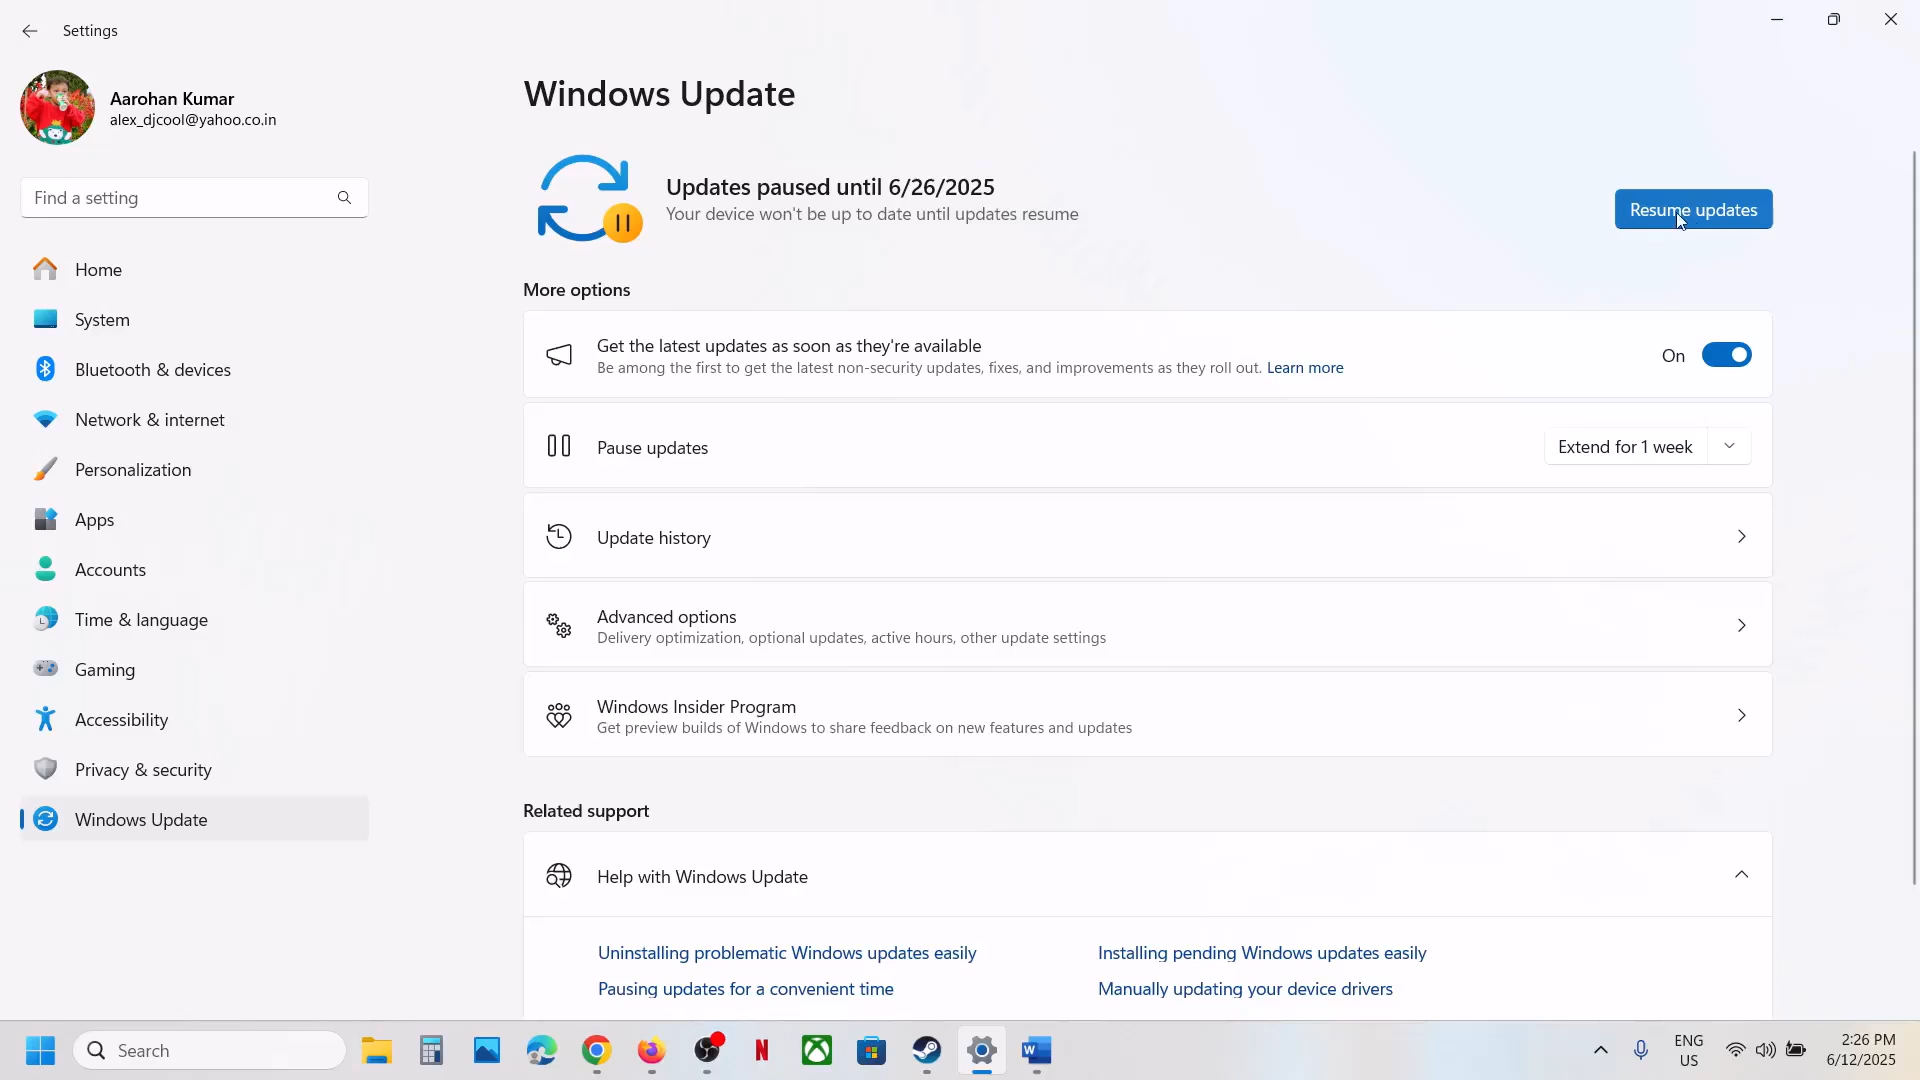 Settings
Aarohan Kumar
alex_djcool@yahoo.co.in
Find a setting
Home
System
Bluetooth & devices
Network & internet
Personalization
Apps
Accounts
Time & language
Gaming
Accessibility
Privacy & security
Windows Update
Windows Update
Updates paused until 6/26/2025
Your device won't be up to date until updates resume
Resume updates
More options
Get the latest updates as soon as they're available
Be among the first to get the latest non-security updates, fixes, and improvements as they roll out. Learn more
On
Pause updates
Extend for 1 week
Update history
Advanced options
Delivery optimization, optional updates, active hours, other update settings
Windows Insider Program
Get preview builds of Windows to share feedback on new features and updates
Related support
Help with Windows Update
Uninstalling problematic Windows updates easily
Installing pending Windows updates easily
Pausing updates for a convenient time
Manually updating your device drivers
Search
ENG
US
2:26 PM
6/12/2025